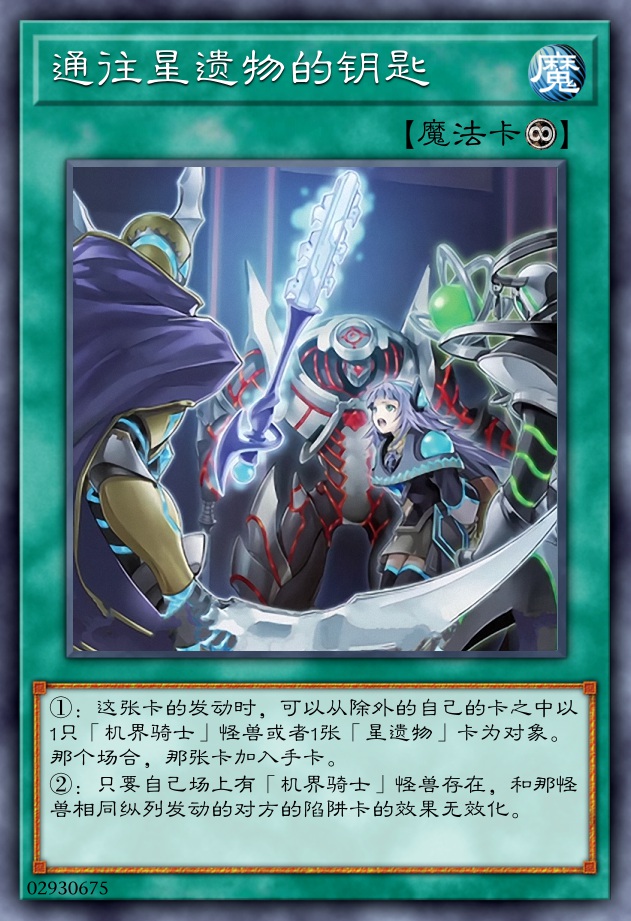 通往星遗物的钥匙
魔
【魔法卡∞】
①：这张卡的发动时，可以从除外的自己的卡之中以
1只「机界骑士」怪兽或者1张「星遗物」卡为对象。
那个场合，那张卡加入手卡。
②：只要自己场上有「机界骑士」怪兽存在，和那怪
兽相同纵列发动的对方的陷阱卡的效果无效化。
02930675